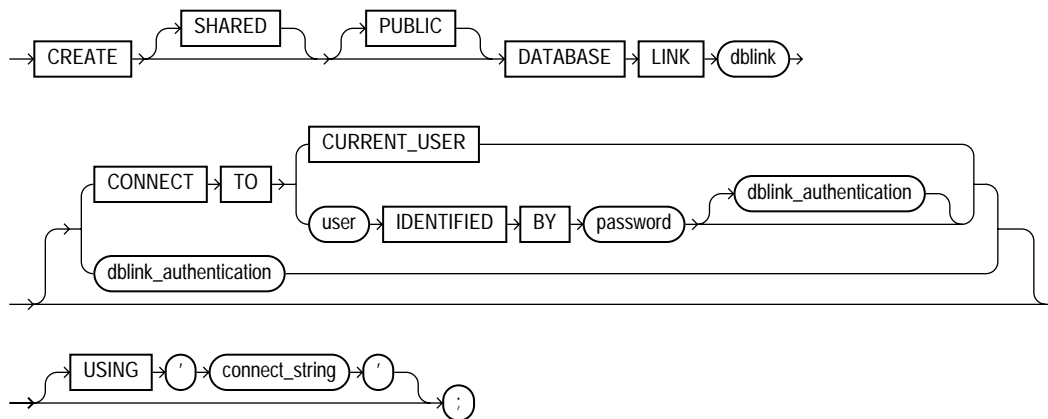 SHARED PUBLIC
CREATE DATABASE LINK dblink
CURRENT_USER
CONNECT TO dblink_authentication
user IDENTIFIED BY password
dblink_authentication
USING ' connect_string '
;